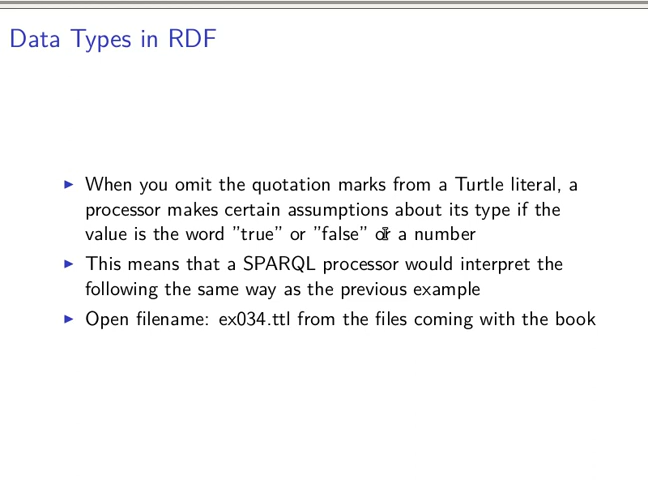 Data Types in RDF
When you omit the quotation marks from a Turtle literal, a
processor makes certain assumptions about its type if the
value is the word ”true” or ”false” or a number
This means that a SPARQL processor would interpret the
following the same way as the previous example
Open filename: ex034.ttl from the files coming with the book